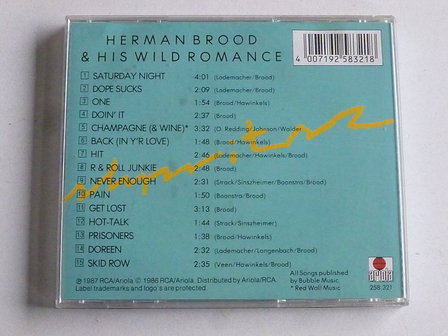 HERMAN BROOD
& HIS WILD ROMANCE
4 007192 583218
1 SATURDAY NIGHT 4:01 (Lademacher/Brood)
2 DOPE SUCKS 2:09 (Lademacher/Brood)
3 ONE 1:54 (Brood/Hawinkels)
4 DOIN' IT 2:37 (Brood)
5 CHAMPAGNE (& WINE)* 3:32 (O. Redding/Johnson/Walder)
6 BACK (IN Y'R LOVE) 1:48 (Brood/Hawinkels)
7 HIT 2:46 (Lademacher/Hawinkels/Brood)
8 R & ROLL JUNKIE 2:48 (Brood)
9 NEVER ENOUGH 2:31 (Strack/Sinszheimer/Boanstra/Brood)
10 PAIN 1:50 (Boanstra/Brood)
11 GET LOST 3:13 (Brood)
12 HOT-TALK 1:44 (Strack/Sinszheimer)
13 PRISONERS 1:38 (Brood/Hawinkels)
14 DOREEN 2:32 (Lademacher/Langenbach/Brood)
15 SKID ROW 2:35 (Veen/Hawinkels/Brood)
℗ 1987 RCA/Ariola © 1986 RCA/Ariola. Distributed by Ariola/RCA.
Label trademarks and logo's are protected.
All Songs published
by Bubble Music
* Red Wall Music
ariola
258.321